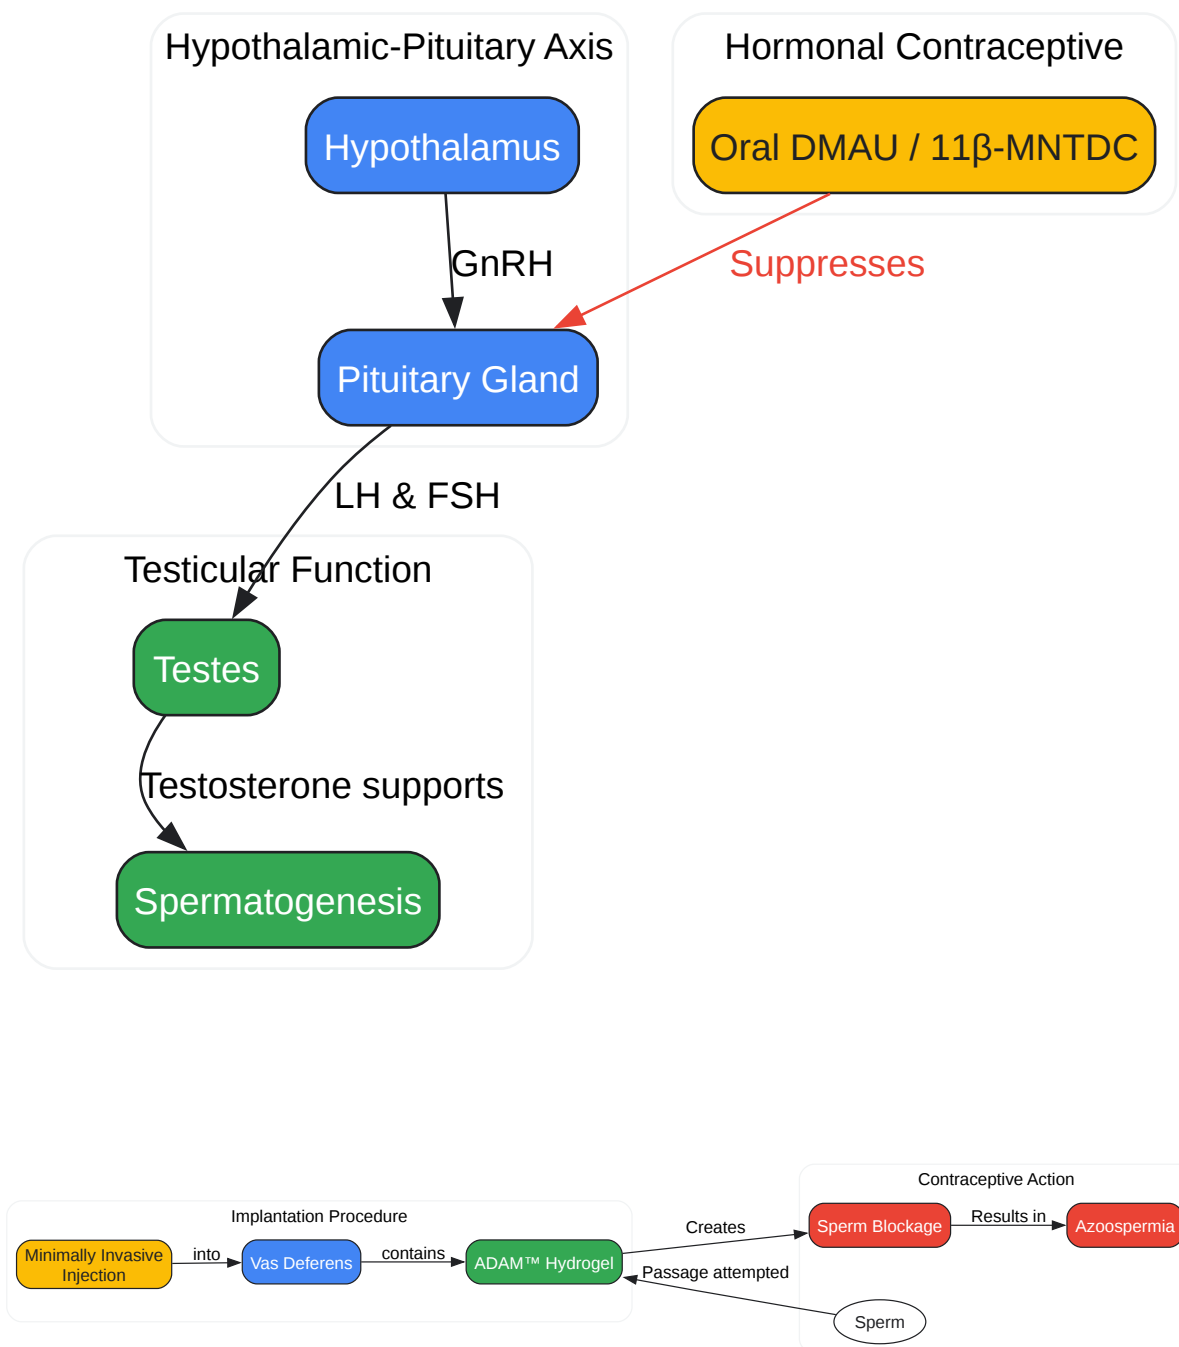 Hypothalamic-Pituitary Axis
Hormonal Contraceptive
Hypothalamus
Oral DMAU / 11β-MNTDC
GnRH
Suppresses
Pituitary Gland
LH & FSH
Testicular Function
Testes
Testosterone supports
Spermatogenesis
Contraceptive Action
Implantation Procedure
Minimally Invasive
Injection
into
Vas Deferens
contains
ADAM™ Hydrogel
Creates
Sperm Blockage
Results in
Azoospermia
Passage attempted
Sperm